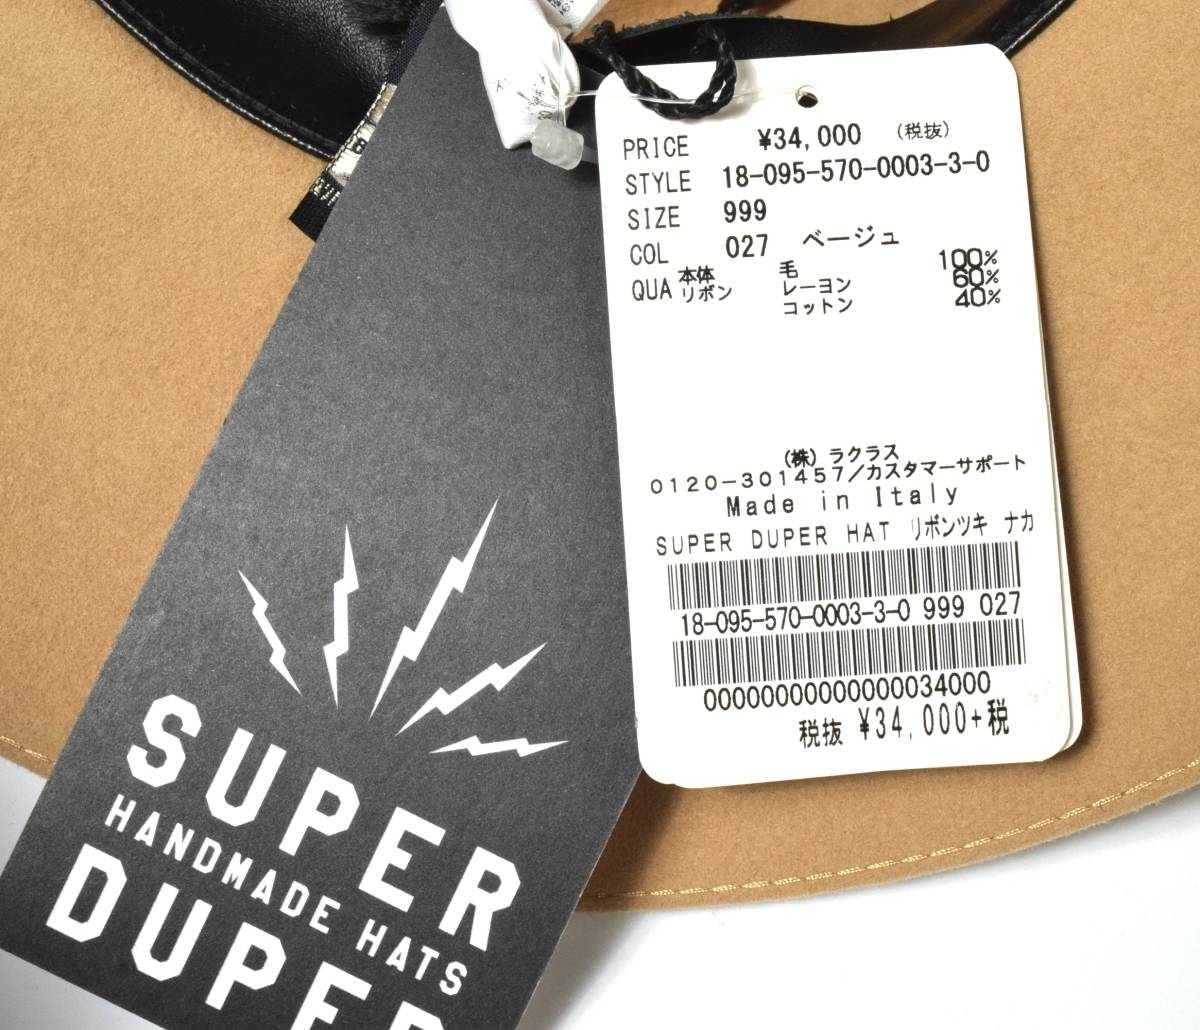 PRICE ¥34,000 (税抜)
STYLE 18-095-570-0003-3-0
SIZE 999
COL 027 ベージュ
QUA 本体 毛 100%
リボン レーヨン 60%
コットン 40%
(株)ラクラス
0120-301457/カスタマーサポート
Made in Italy
SUPER DUPER HAT リボンツキ ナカ
18-095-570-0003-3-0 999 027
00000000000000034000
税抜 ¥34,000+税
SUPER
HANDMADE HATS
DUPER